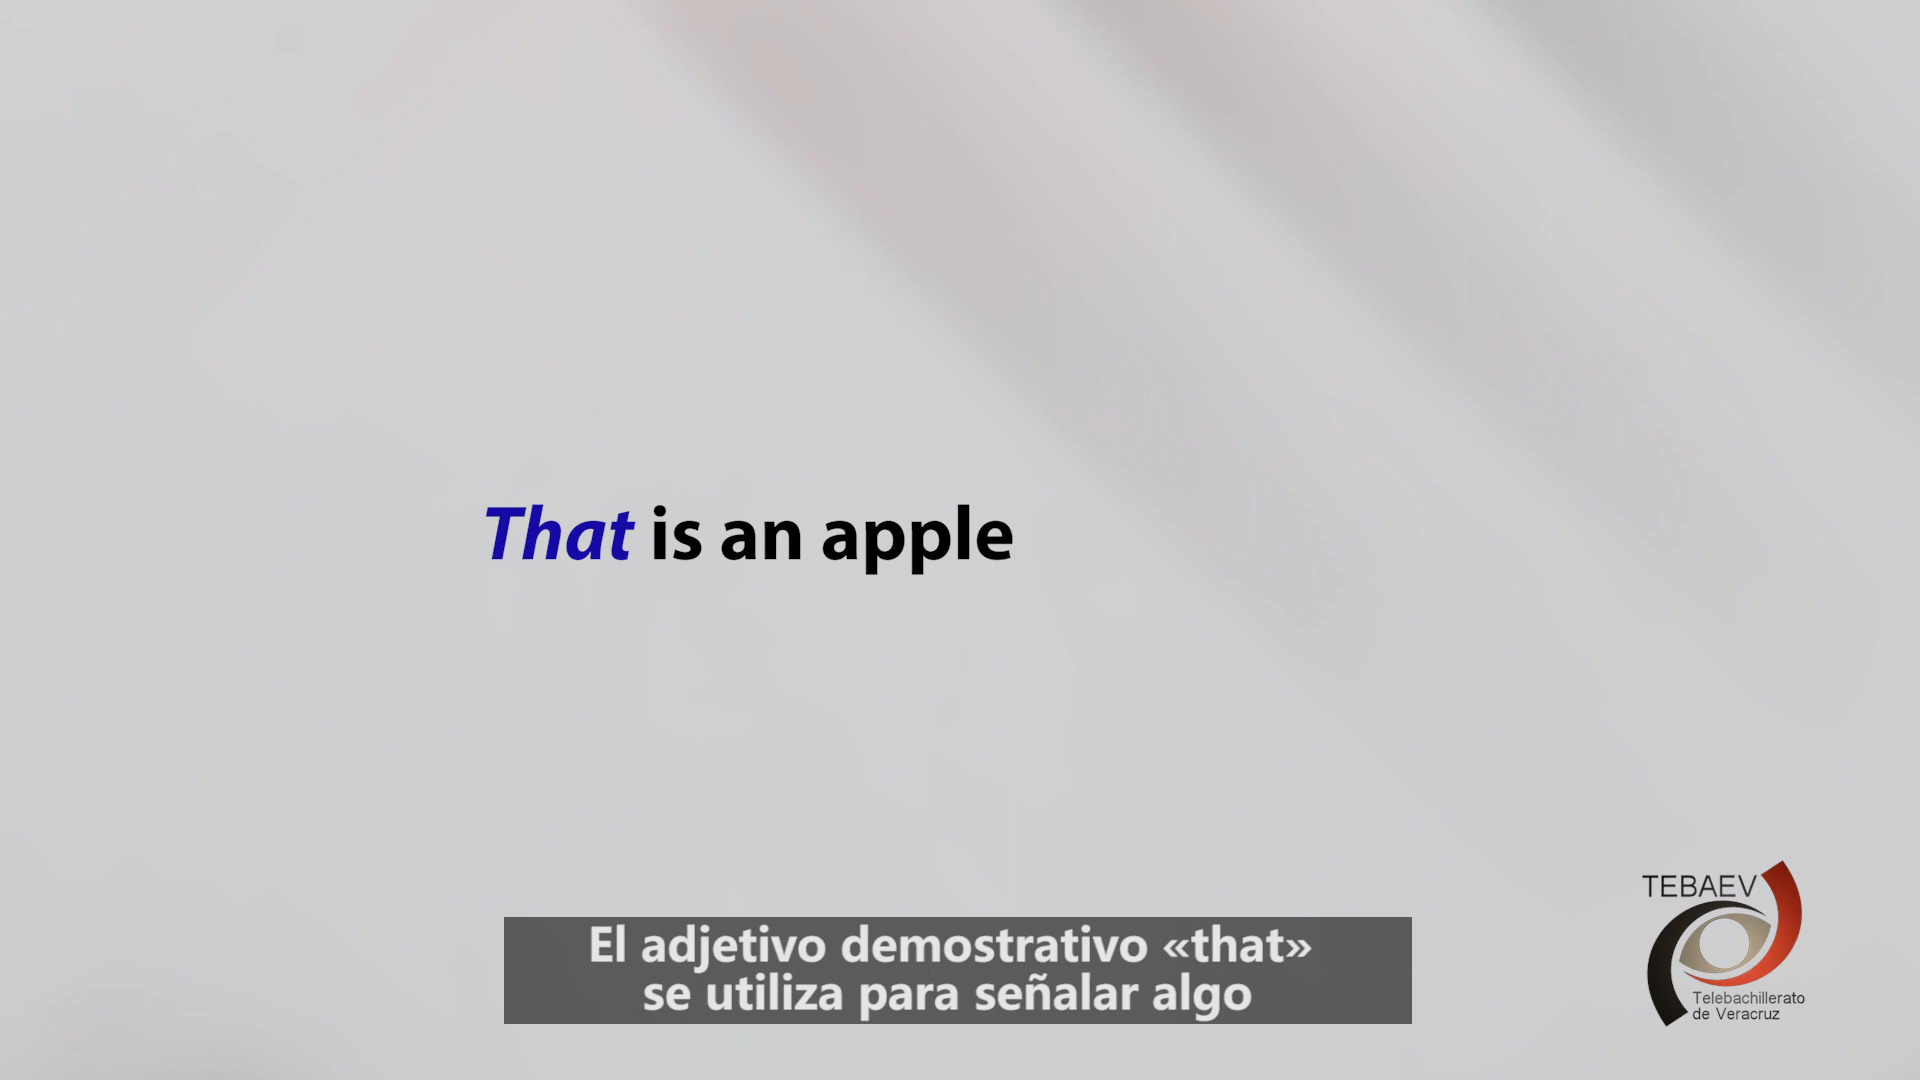 That is an apple
TEBAEV
Telebachillerato
de Veracruz
El adjetivo demostrativo «that»
se utiliza para señalar algo